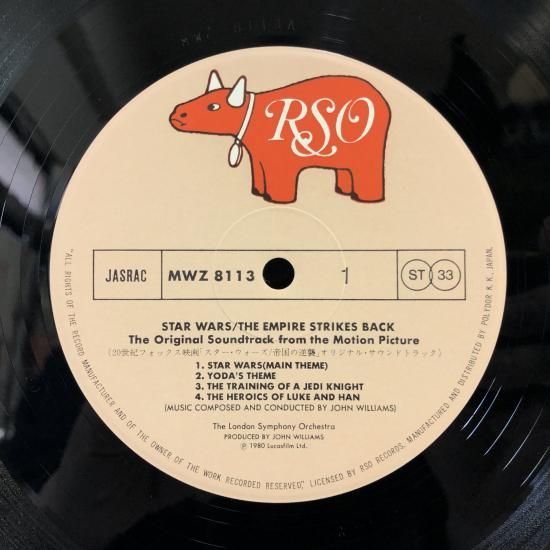 RSO
JASRAC
MWZ 8113
1
ST 33
STAR WARS/THE EMPIRE STRIKES BACK
The Original Soundtrack from the Motion Picture
(20世紀フォックス映画「スター・ウォーズ/帝国の逆襲」オリジナル・サウンドトラック)
1. STAR WARS(MAIN THEME)
2. YODA'S THEME
3. THE TRAINING OF A JEDI KNIGHT
4. THE HEROICS OF LUKE AND HAN
(MUSIC COMPOSED AND CONDUCTED BY JOHN WILLIAMS)
The London Symphony Orchestra
PRODUCED BY JOHN WILLIAMS
℗ 1980 Lucasfilm Ltd.
"ALL RIGHTS OF THE RECORD MANUFACTURER AND OF THE OWNER OF THE WORK RECORDED RESERVED," LICENSED BY RSO RECORDS, MANUFACTURED AND DISTRIBUTED BY POLYDOR K. K., JAPAN.